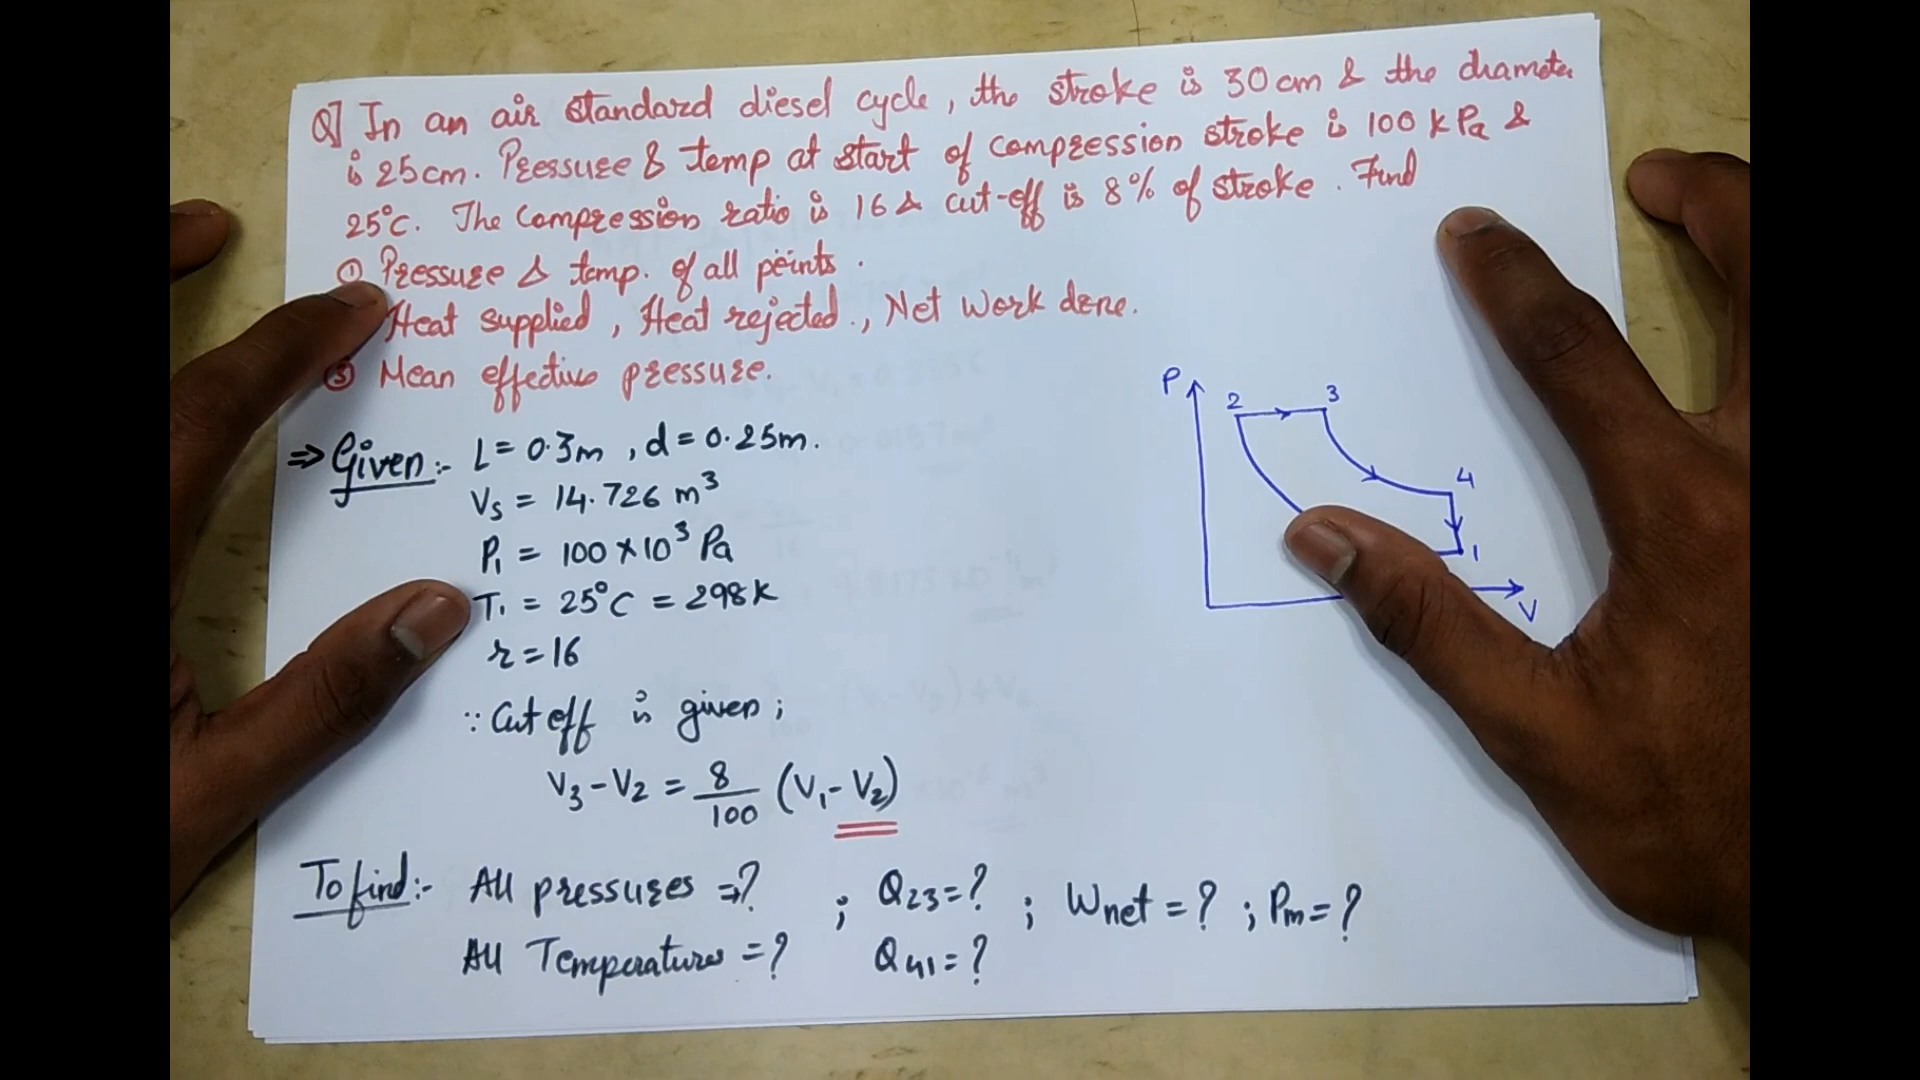 Q] In an air standard diesel cycle, the stroke is 30 cm & the diameter
is 25cm. Pressure & temp at start of compression stroke is 100 kPa &
25°C. The Compression ratio is 16 & cut-off is 8% of stroke. Find
① Pressure & temp. of all points.
Heat supplied, Heat rejected, Net Work done.
③ Mean effective pressure.
⇒ Given:- L = 0.3m, d = 0.25m.
Vs = 14.726 m³
P₁ = 100 × 10³ Pa
T₁ = 25°C = 298K
r = 16
∵ Cut off is given;
V₃ - V₂ = 8/100 (V₁ - V₂)
P
2
3
4
1
V
To find:- All pressures ⇒? ; Q₂₃ = ? ; Wnet = ? ; Pm = ?
All Temperatures = ? Q₄₁ = ?